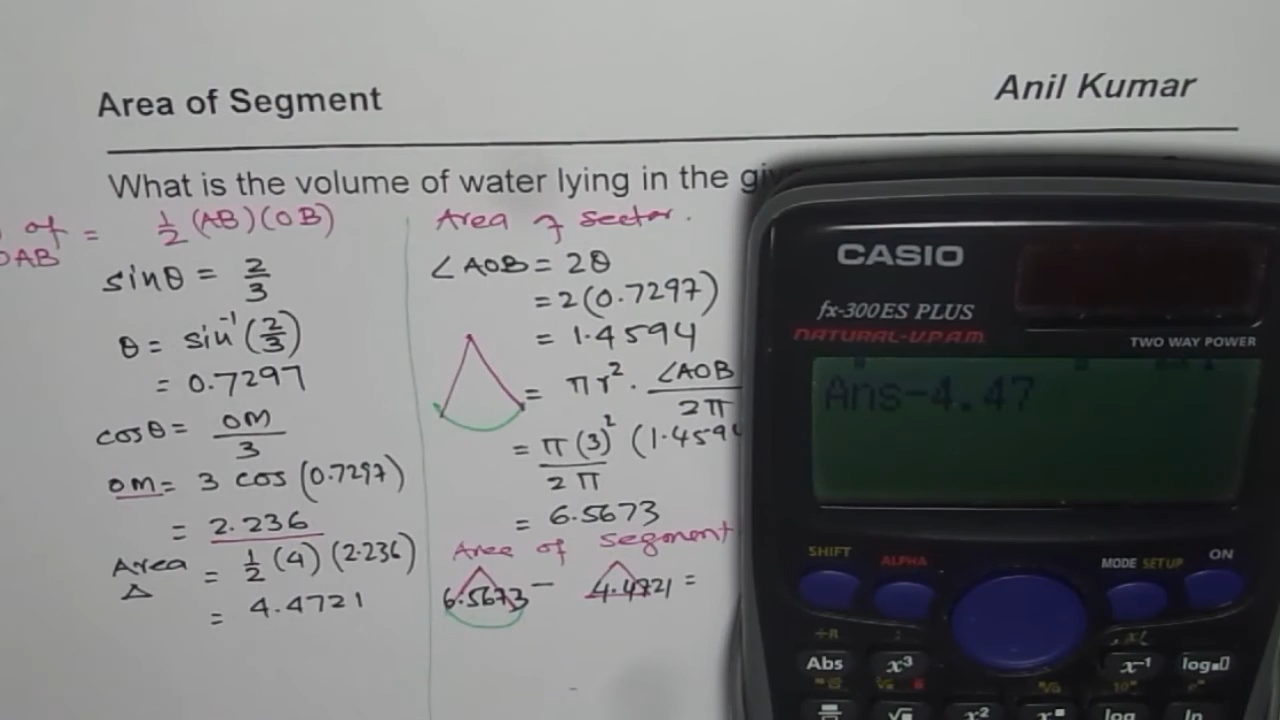 Area of Segment
Anil Kumar
What is the volume of water lying in the
of = 1/2 (AB)(OB)
OAB
sinθ = 2/3
θ = sin⁻¹(2/3)
= 0.7297
cosθ = OM/3
OM = 3 cos (0.7297)
= 2.236
Area Δ = 1/2 (4)(2.236)
= 4.4721
Area of sector.
∠AOB = 2θ
= 2(0.7297)
= 1.4594
= πr² · ∠AOB/2π
= π(3)² (1.4594/2π
= 6.5673
Area of segment
6.5673 − 4.4721 =
CASIO
fx-300ES PLUS
NATURAL-V.P.A.M.
TWO WAY POWER
Ans−4.47
SHIFT
ALPHA
MODE SETUP
ON
Abs
x³
x⁻¹
log
x²
log
ln